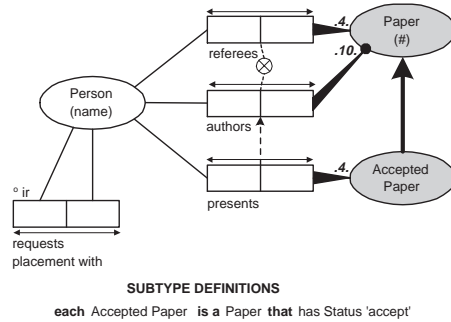 .4.
Paper
(#)
referees
.10.
Person
(name)
authors
.4.
Accepted
Paper
° ir
presents
requests
placement with
SUBTYPE DEFINITIONS
each Accepted Paper is a Paper that has Status 'accept'